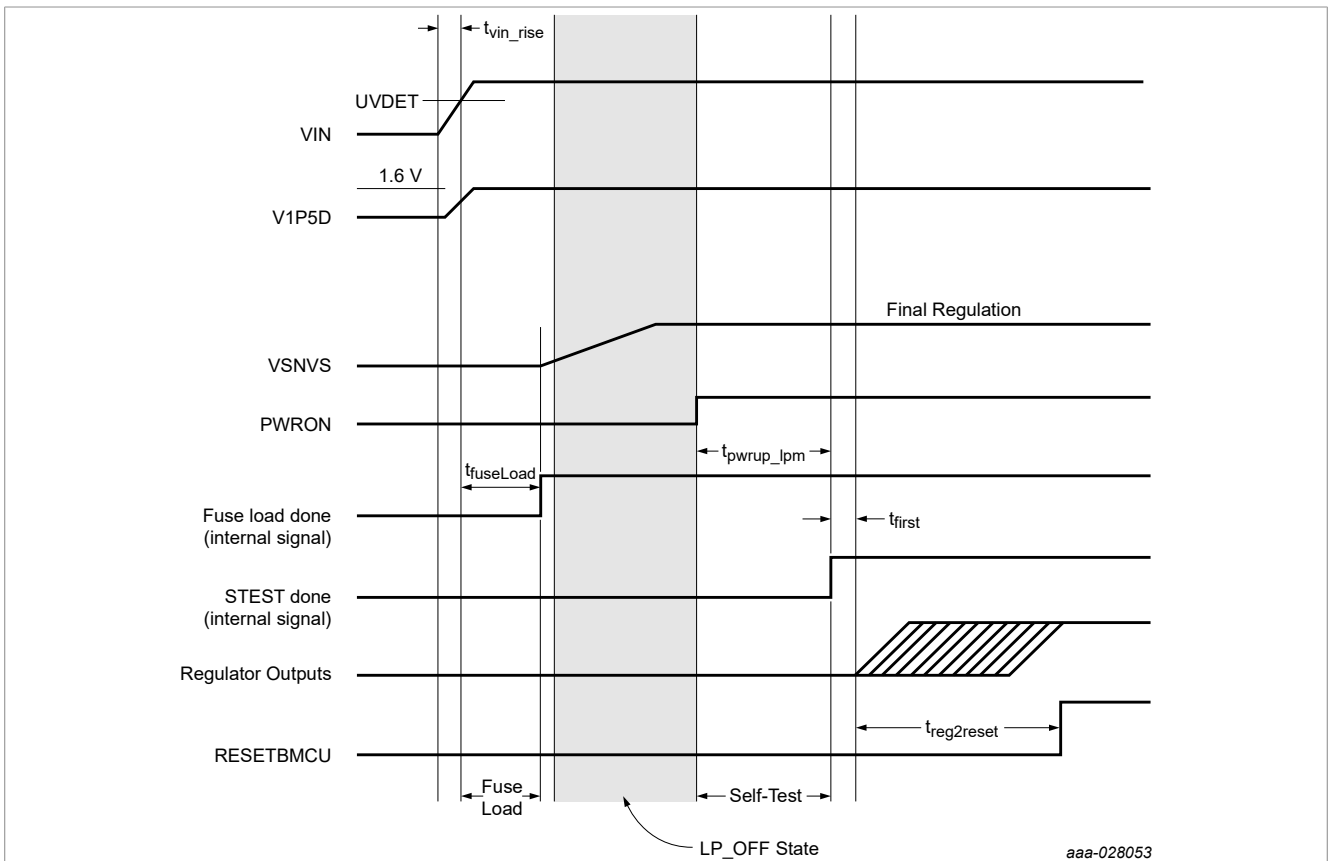 tvin_rise
UVDET
VIN
1.6 V
V1P5D
Final Regulation
VSNVS
PWRON
tpwrup_lpm
tfuseLoad
Fuse load done
(internal signal)
tfirst
STEST done
(internal signal)
Regulator Outputs
treg2reset
RESETBMCU
Fuse
Load
Self-Test
LP_OFF State
aaa-028053